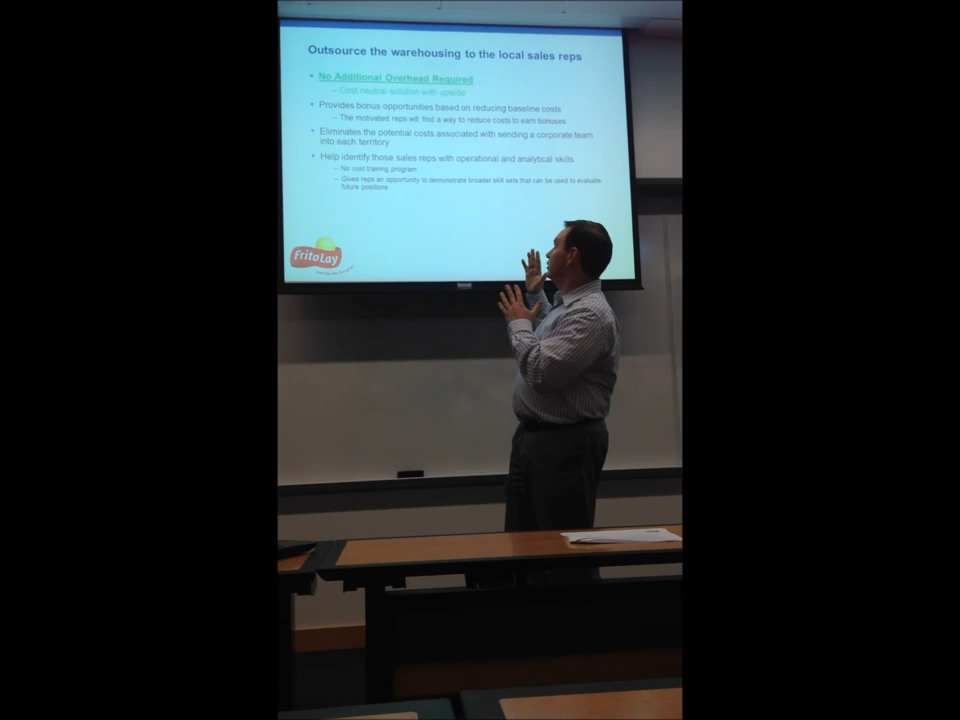 Outsource the warehousing to the local sales reps
• No Additional Overhead Required
– Cost neutral solution with upside
• Provides bonus opportunities based on reducing baseline costs
– The motivated reps will find a way to reduce costs to earn bonuses
• Eliminates the potential costs associated with sending a corporate team
into each territory
• Help identify those sales reps with operational and analytical skills
– No cost training program
– Gives reps an opportunity to demonstrate broader skill sets that can be used to evaluate
future positions
FritoLay